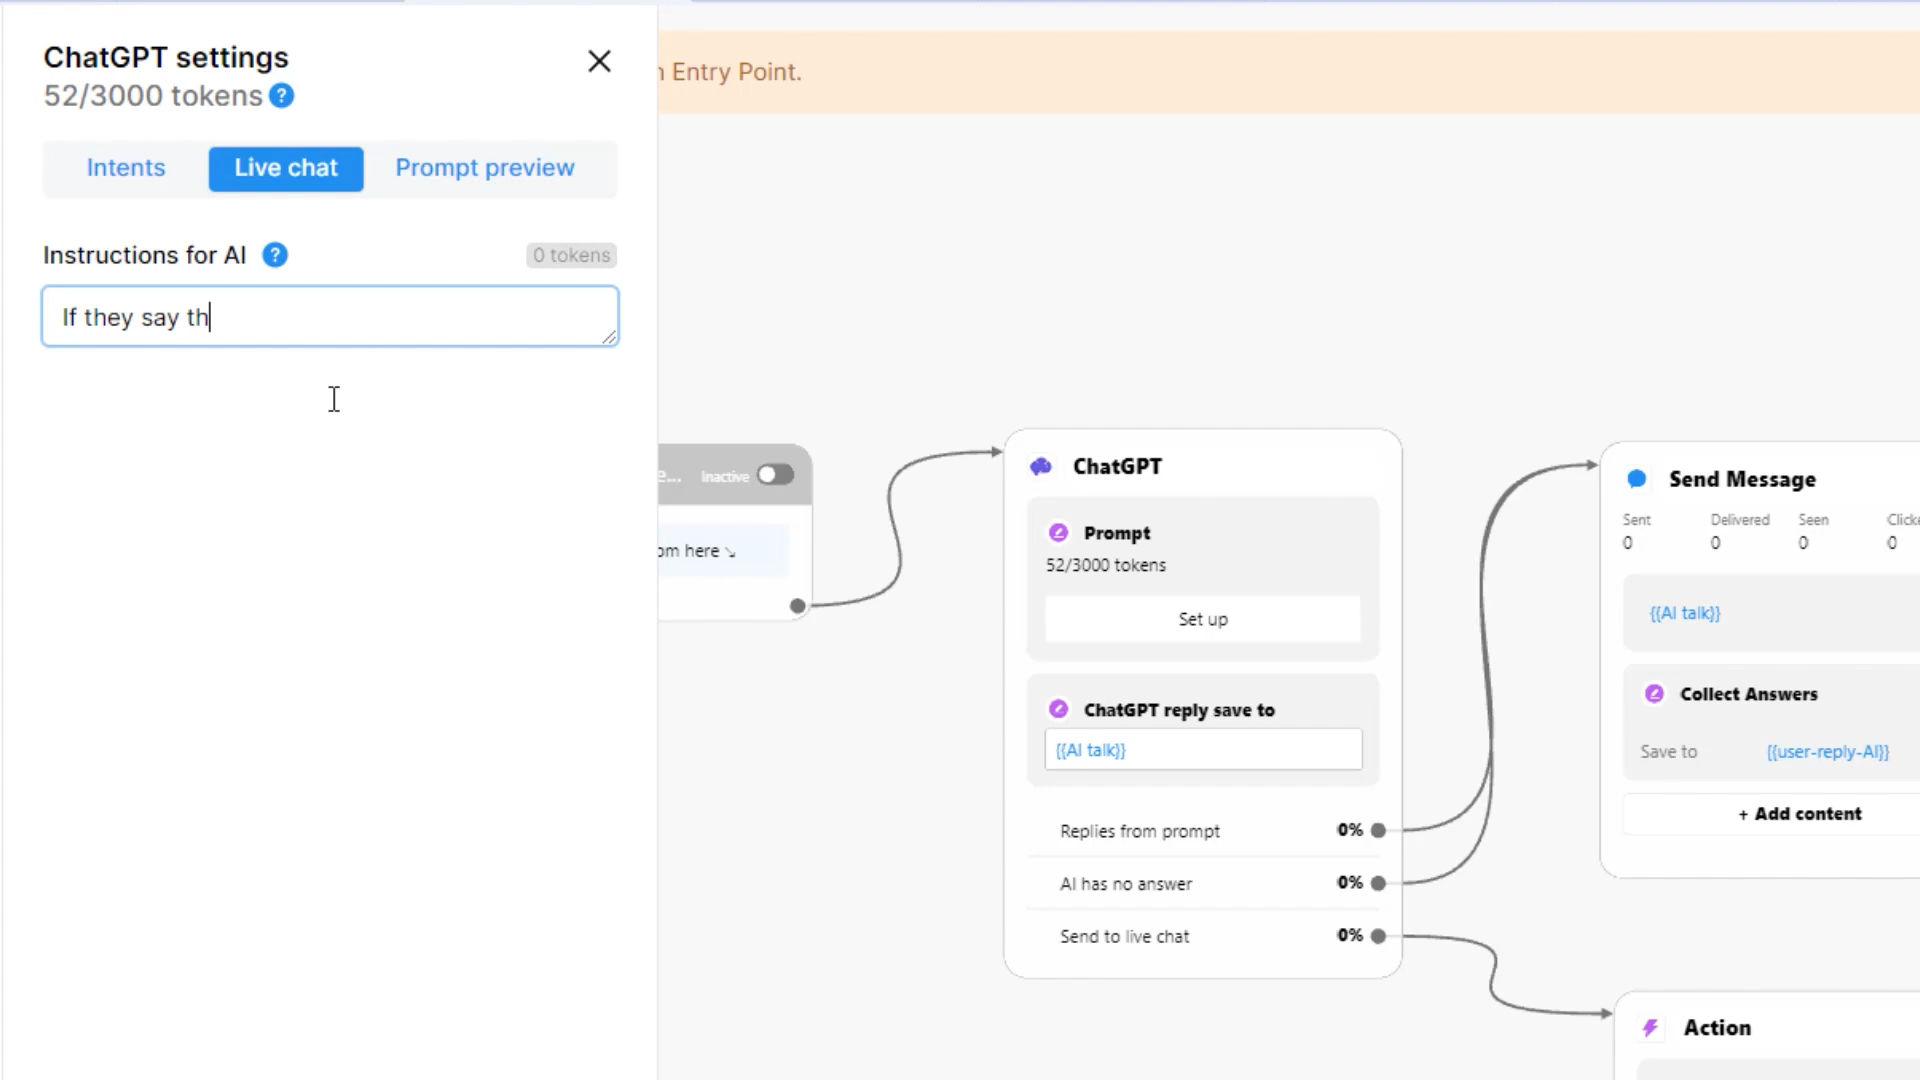 ChatGPT settings
52/3000 tokens ?
Intents
Live chat
Prompt preview
Instructions for AI ?
0 tokens
If they say th
Entry Point.
Inactive
here ↘
ChatGPT
Prompt
52/3000 tokens
Set up
ChatGPT reply save to
{{AI talk}}
Replies from prompt 0%
AI has no answer 0%
Send to live chat 0%
Send Message
Sent Delivered Seen
0 0 0 0
{{AI talk}}
Collect Answers
Save to {{user-reply-AI}}
+ Add content
Action